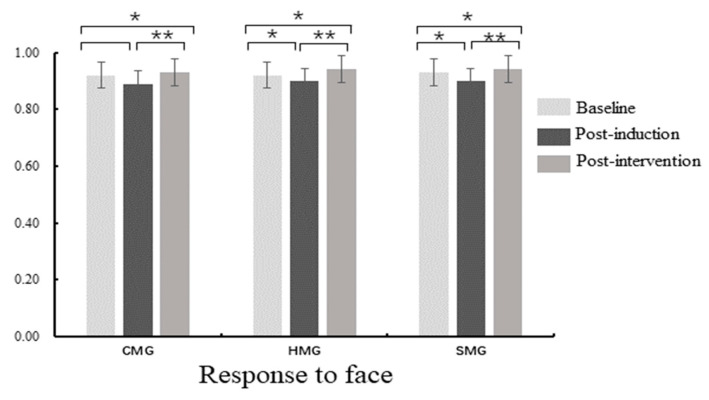 * * *
** * ** * **
1.00
0.80
0.60
0.40
0.20
0.00
CMG HMG SMG
Response to face
Baseline
Post-induction
Post-intervention